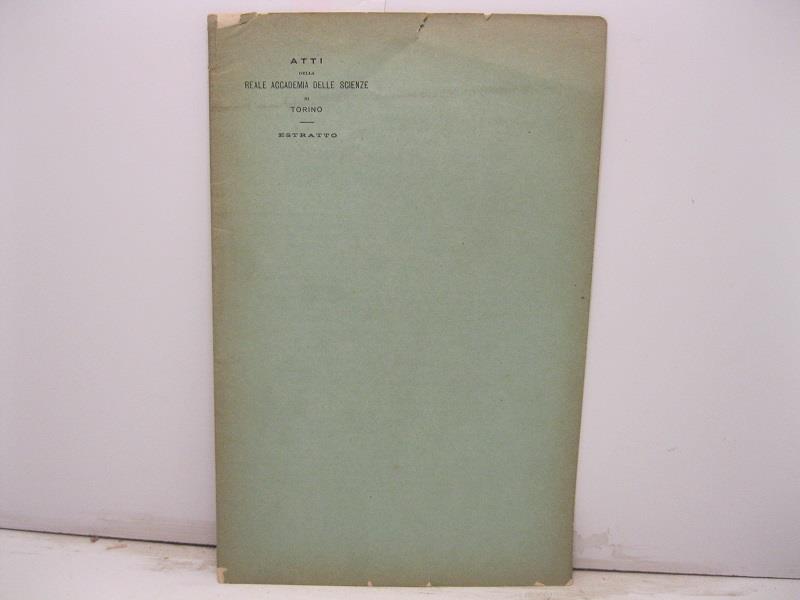 ATTI
DELLA
REALE ACCADEMIA DELLE SCIENZE
DI
TORINO
ESTRATTO